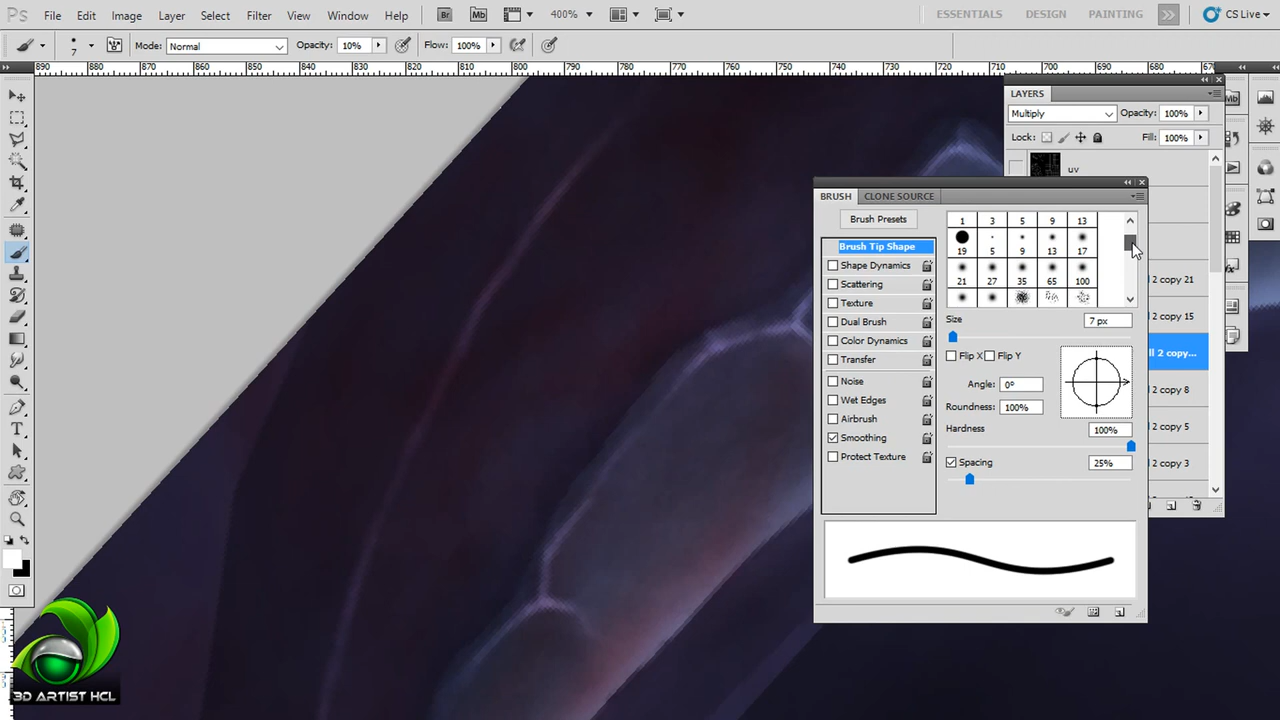 Ps File Edit Image Layer Select Filter View Window Help Br Mb 400% ESSENTIALS DESIGN PAINTING CS Live
7 Mode: Normal Opacity: 10% Flow: 100%
890 880 870 860 850 840 830 820 810 800 790 780 770 760 750 740 730 720 710 700 690 680 670
LAYERS
Multiply Opacity: 100%
Lock: Fill: 100%
uv
BRUSH CLONE SOURCE
Brush Presets
1 3 5 9 13
Brush Tip Shape
19 5 9 13 17
Shape Dynamics
21 27 35 65 100
Scattering
Texture
Dual Brush
Color Dynamics
Transfer
Noise
Wet Edges
Airbrush
Smoothing
Protect Texture
Size 7 px
Flip X Flip Y
Angle: 0°
Roundness: 100%
Hardness 100%
Spacing 25%
2 copy 21
2 copy 15
ll 2 copy...
2 copy 8
2 copy 5
2 copy 3
3D ARTIST HCL